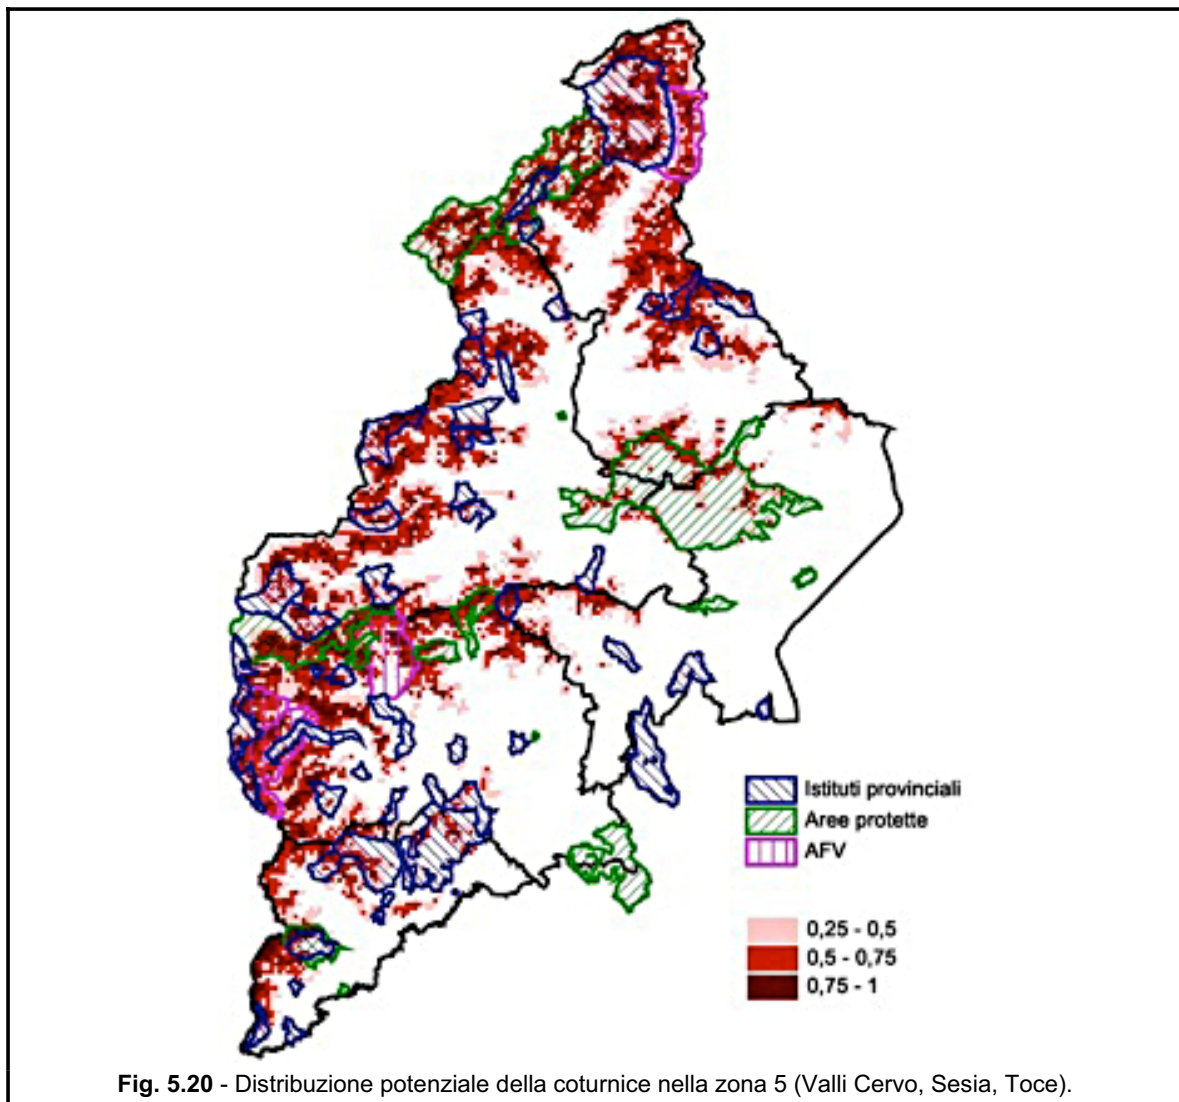 Istituti provinciali
Aree protette
AFV
0,25 - 0,5
0,5 - 0,75
0,75 - 1
Fig. 5.20 - Distribuzione potenziale della coturnice nella zona 5 (Valli Cervo, Sesia, Toce).